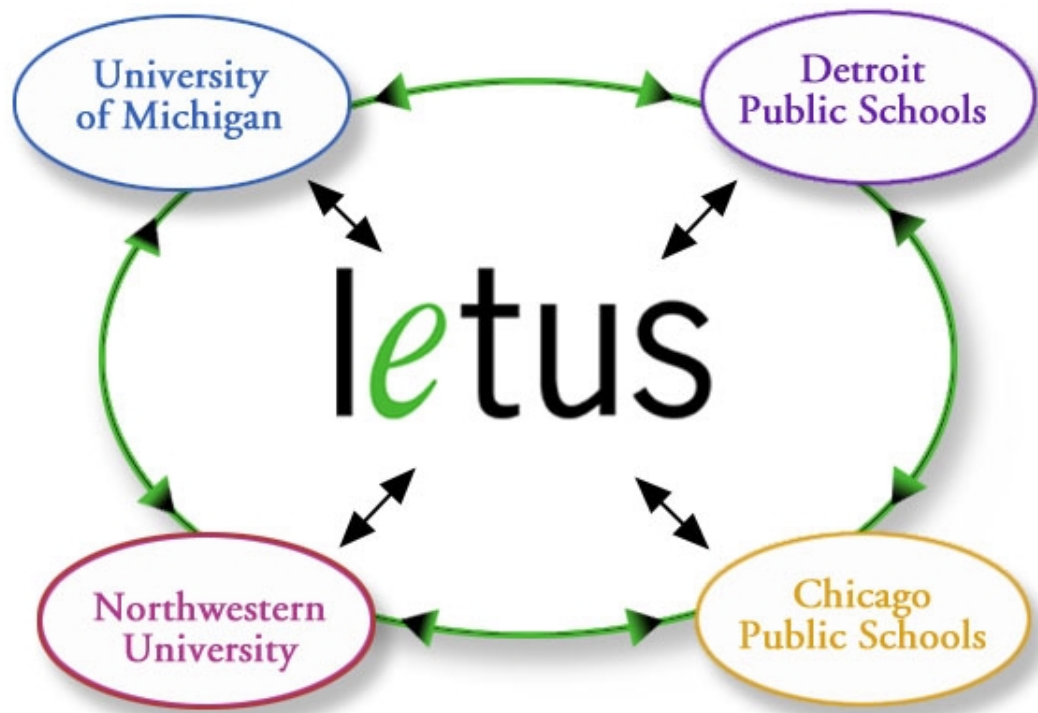 University
of Michigan
Detroit
Public Schools
letus
Northwestern
University
Chicago
Public Schools